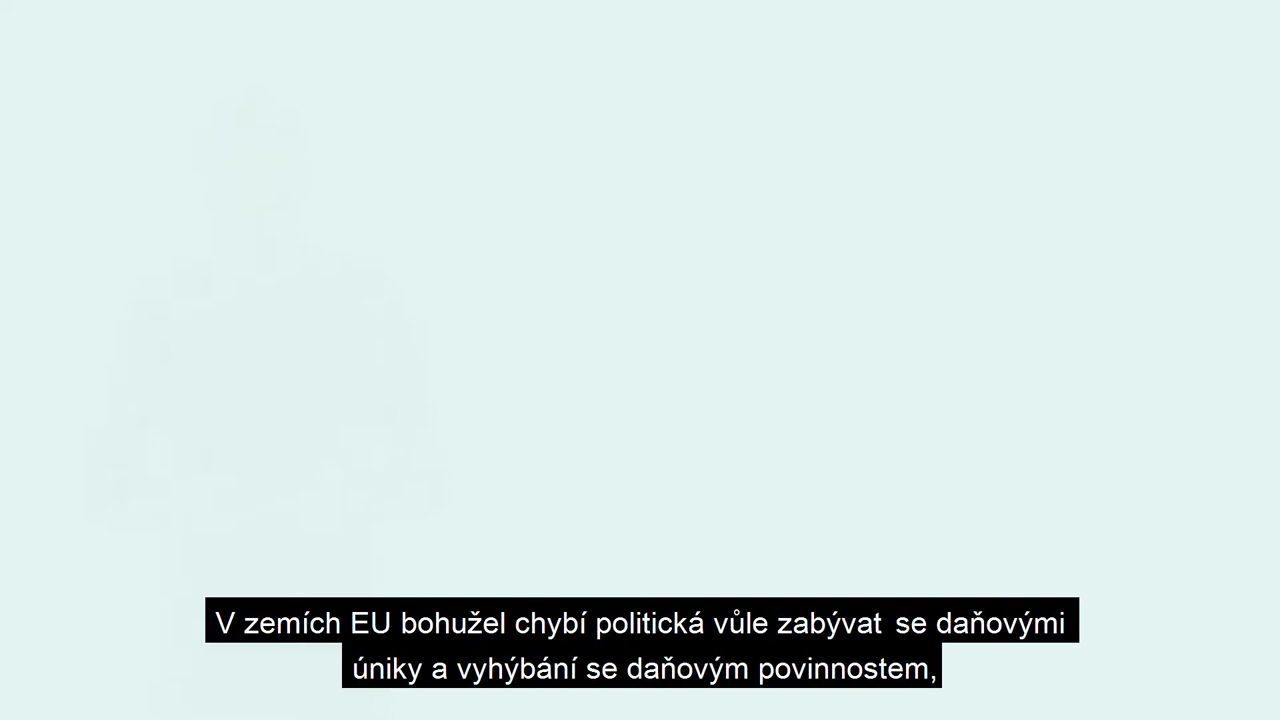 V zemích EU bohužel chybí politická vůle zabývat se daňovými
úniky a vyhýbání se daňovým povinnostem,